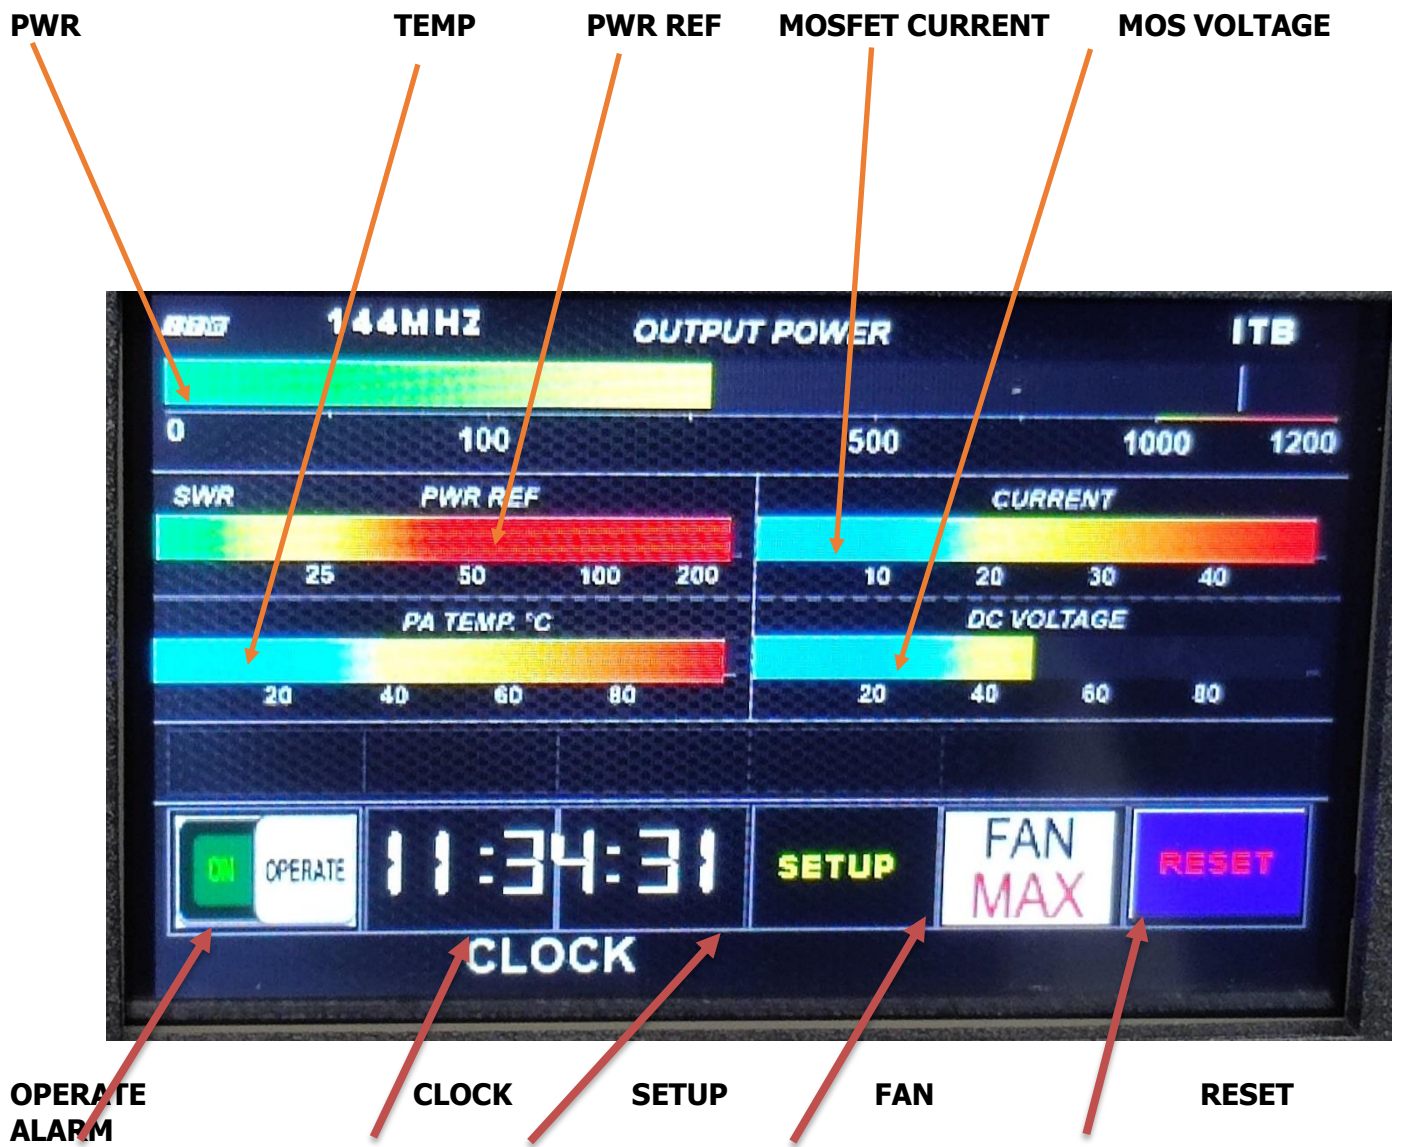 PWR TEMP PWR REF MOSFET CURRENT MOS VOLTAGE
144MHZ OUTPUT POWER ITB
0 100 500 1000 1200
SWR PWR REF CURRENT
25 50 100 200 10 20 30 40
PA TEMP. °C DC VOLTAGE
20 40 60 80 20 40 60 80
ON OPERATE 11:34:31 SETUP FAN MAX RESET
CLOCK
OPERATE CLOCK SETUP FAN RESET
ALARM